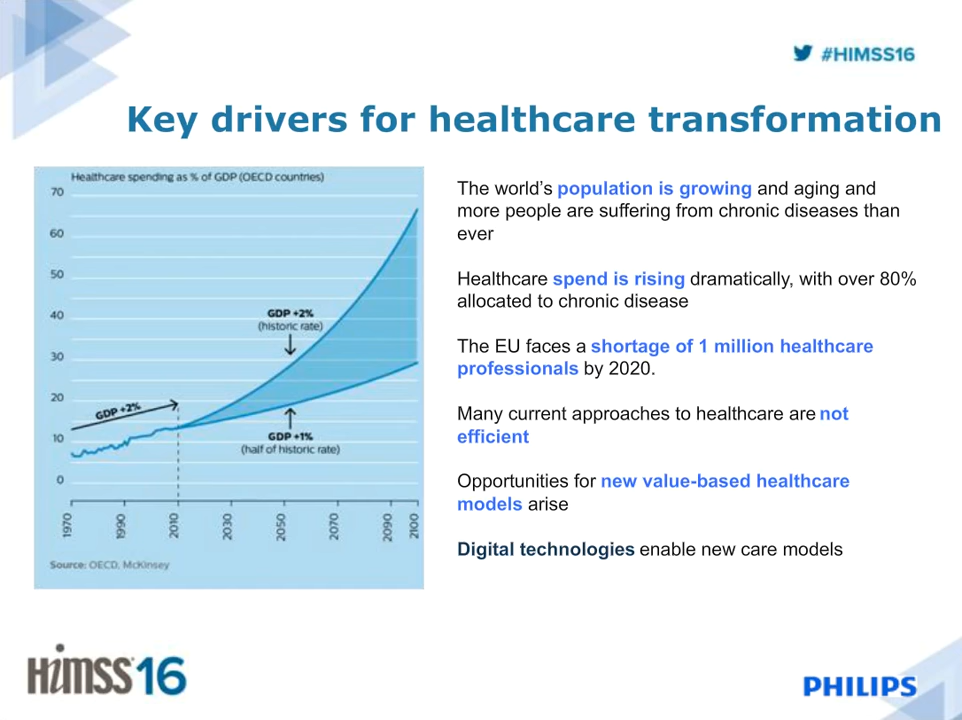 #HIMSS16
Key drivers for healthcare transformation
Healthcare spending as % of GDP (OECD countries)
70
60
50
40
30
20
10
0
GDP +2%
(historic rate)
GDP +2%
GDP +1%
(half of historic rate)
1970
1990
2010
2030
2050
2070
2090
2100
Source: OECD, McKinsey
The world's population is growing and aging and
more people are suffering from chronic diseases than
ever
Healthcare spend is rising dramatically, with over 80%
allocated to chronic disease
The EU faces a shortage of 1 million healthcare
professionals by 2020.
Many current approaches to healthcare are not
efficient
Opportunities for new value-based healthcare
models arise
Digital technologies enable new care models
HIMSS16
PHILIPS